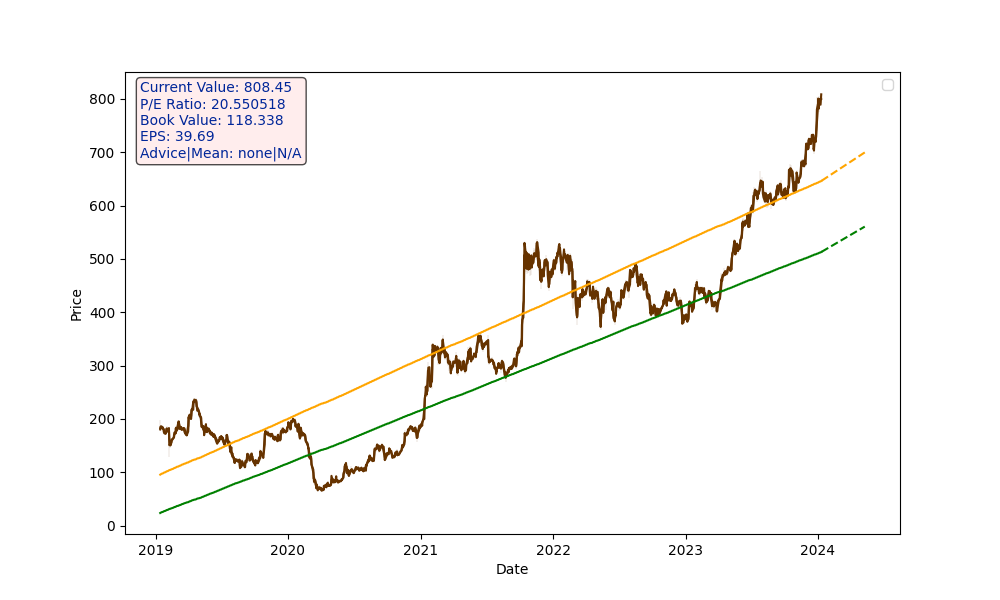 Current Value: 808.45
P/E Ratio: 20.550518
Book Value: 118.338
EPS: 39.69
Advice|Mean: none|N/A
800
700
600
500
400
300
200
100
0
Price
2019 2020 2021 2022 2023 2024
Date